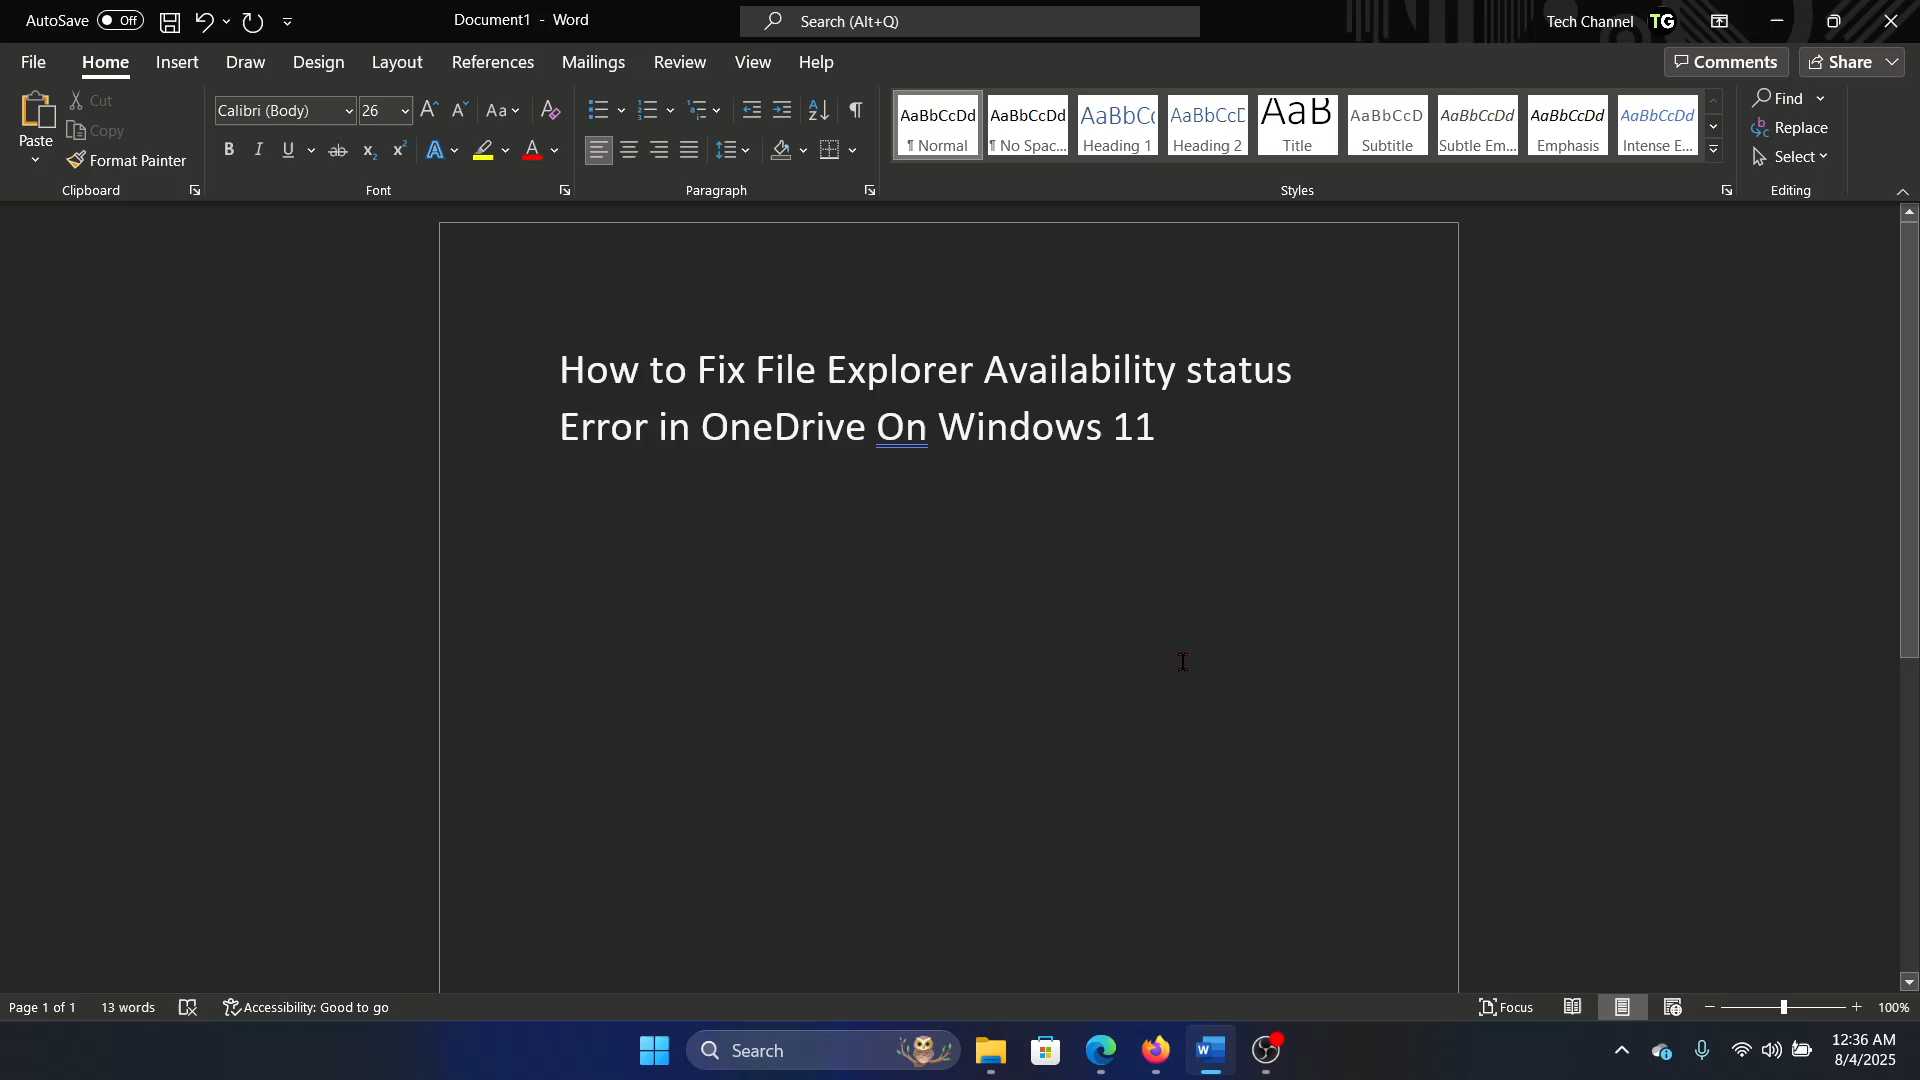 AutoSave Off Document1 - Word Search (Alt+Q) Tech Channel TG
File Home Insert Draw Design Layout References Mailings Review View Help Comments Share
Paste
Cut
Copy
Format Painter
Clipboard
Calibri (Body) 26
Font
Paragraph
AaBbCcDd AaBbCcDd AaBbC AaBbCcD AaB AaBbCcD AaBbCcDd AaBbCcDd AaBbCcDd
¶ Normal ¶ No Spac... Heading 1 Heading 2 Title Subtitle Subtle Em... Emphasis Intense E...
Styles
Find
Replace
Select
Editing
How to Fix File Explorer Availability status
Error in OneDrive On Windows 11
Page 1 of 1 13 words Accessibility: Good to go Focus 100%
Search
12:36 AM
8/4/2025